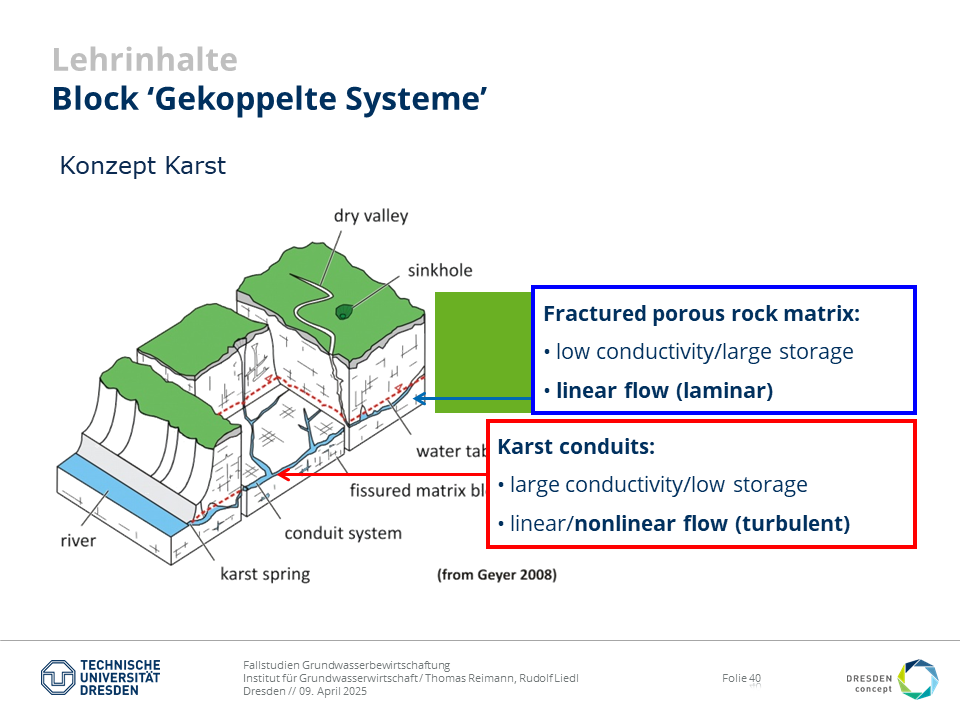 Lehrinhalte
Block ‘Gekoppelte Systeme’
Konzept Karst
dry valley
sinkhole
Fractured porous rock matrix:
• low conductivity/large storage
• linear flow (laminar)
Karst conduits:
• large conductivity/low storage
• linear/nonlinear flow (turbulent)
water
fissured matrix
conduit system
river
karst spring
(from Geyer 2008)
TECHNISCHE
UNIVERSITÄT
DRESDEN
Fallstudien Grundwasserbewirtschaftung
Institut für Grundwasserwirtschaft / Thomas Reimann, Rudolf Liedl
Dresden // 09. April 2025
Folie 40
DRESDEN
concept